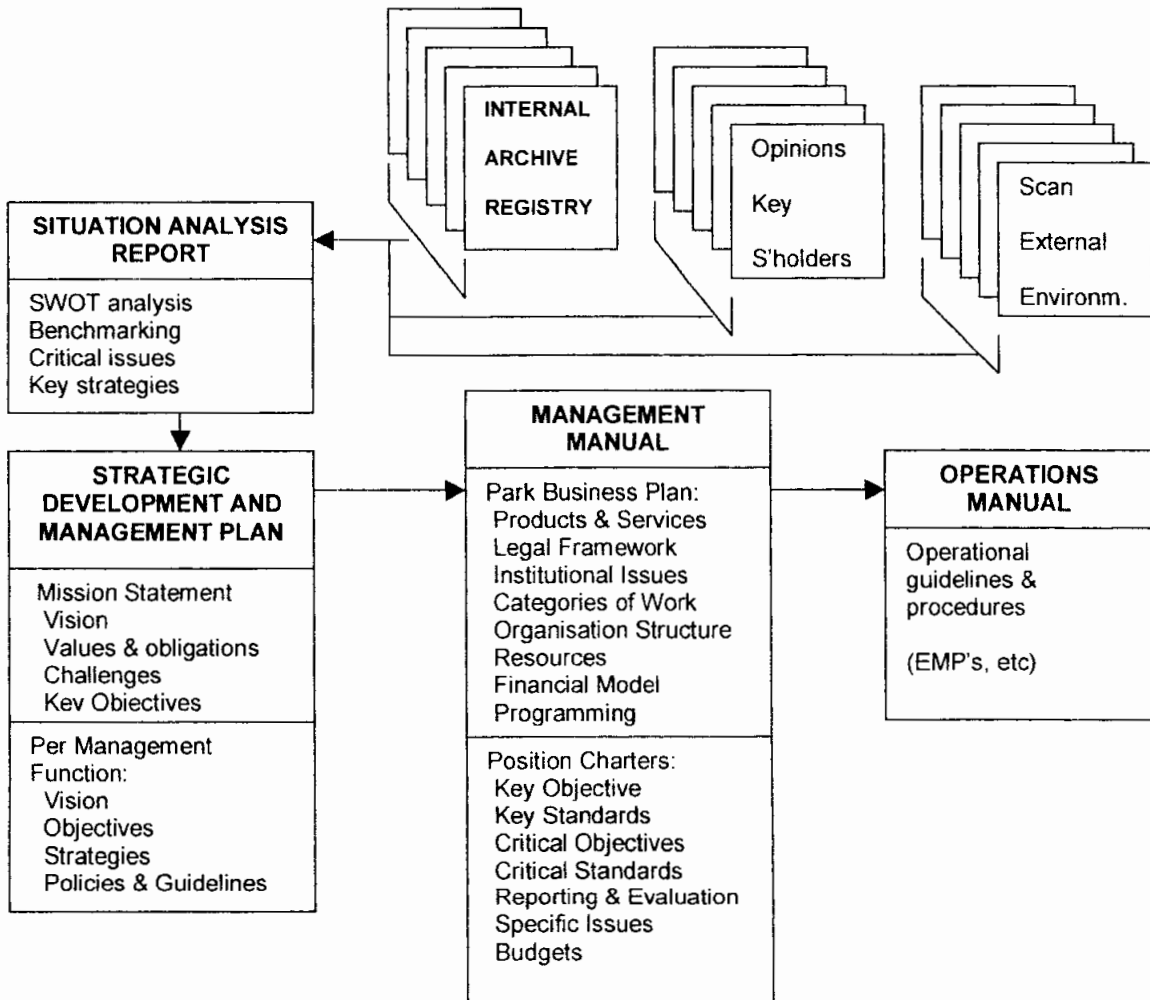 INTERNAL
ARCHIVE
REGISTRY
Opinions
Key
S'holders
Scan
External
Environm.
SITUATION ANALYSIS
REPORT
SWOT analysis
Benchmarking
Critical issues
Key strategies
STRATEGIC
DEVELOPMENT AND
MANAGEMENT PLAN
Mission Statement
Vision
Values & obligations
Challenges
Key Objectives
Per Management
Function:
Vision
Objectives
Strategies
Policies & Guidelines
MANAGEMENT
MANUAL
Park Business Plan:
Products & Services
Legal Framework
Institutional Issues
Categories of Work
Organisation Structure
Resources
Financial Model
Programming
Position Charters:
Key Objective
Key Standards
Critical Objectives
Critical Standards
Reporting & Evaluation
Specific Issues
Budgets
OPERATIONS
MANUAL
Operational
guidelines &
procedures
(EMP's, etc)